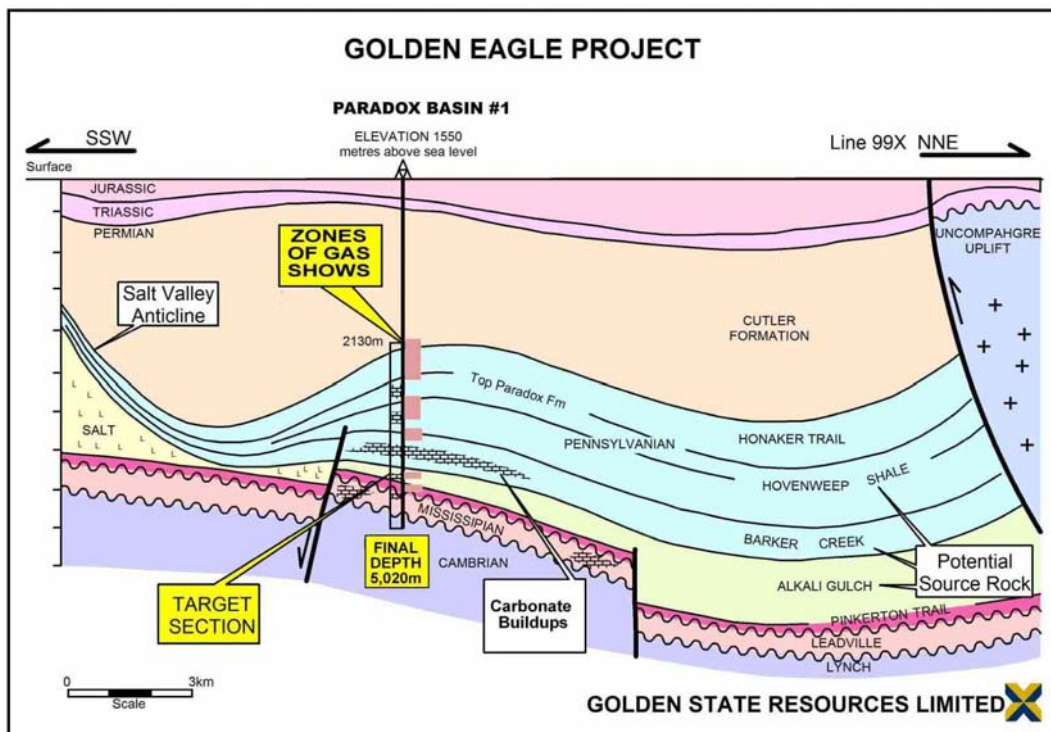 GOLDEN EAGLE PROJECT
PARADOX BASIN #1
ELEVATION 1550
metres above sea level
SSW
Line 99X NNE
Surface
JURASSIC
TRIASSIC
PERMIAN
ZONES
OF GAS
SHOWS
UNCOMPAHGRE
UPLIFT
Salt Valley
Anticline
CUTLER
FORMATION
2130m
Top Paradox Fm
PENNSYLVANIAN
HONAKER TRAIL
SALT
HOVENWEEP SHALE
MISSISIPIAN
BARKER CREEK
FINAL
DEPTH
5,020m
CAMBRIAN
Potential
Source Rock
ALKALI GULCH
TARGET
SECTION
Carbonate
Buildups
PINKERTON TRAIL
LEADVILLE
LYNCH
0 3km
Scale
GOLDEN STATE RESOURCES LIMITED